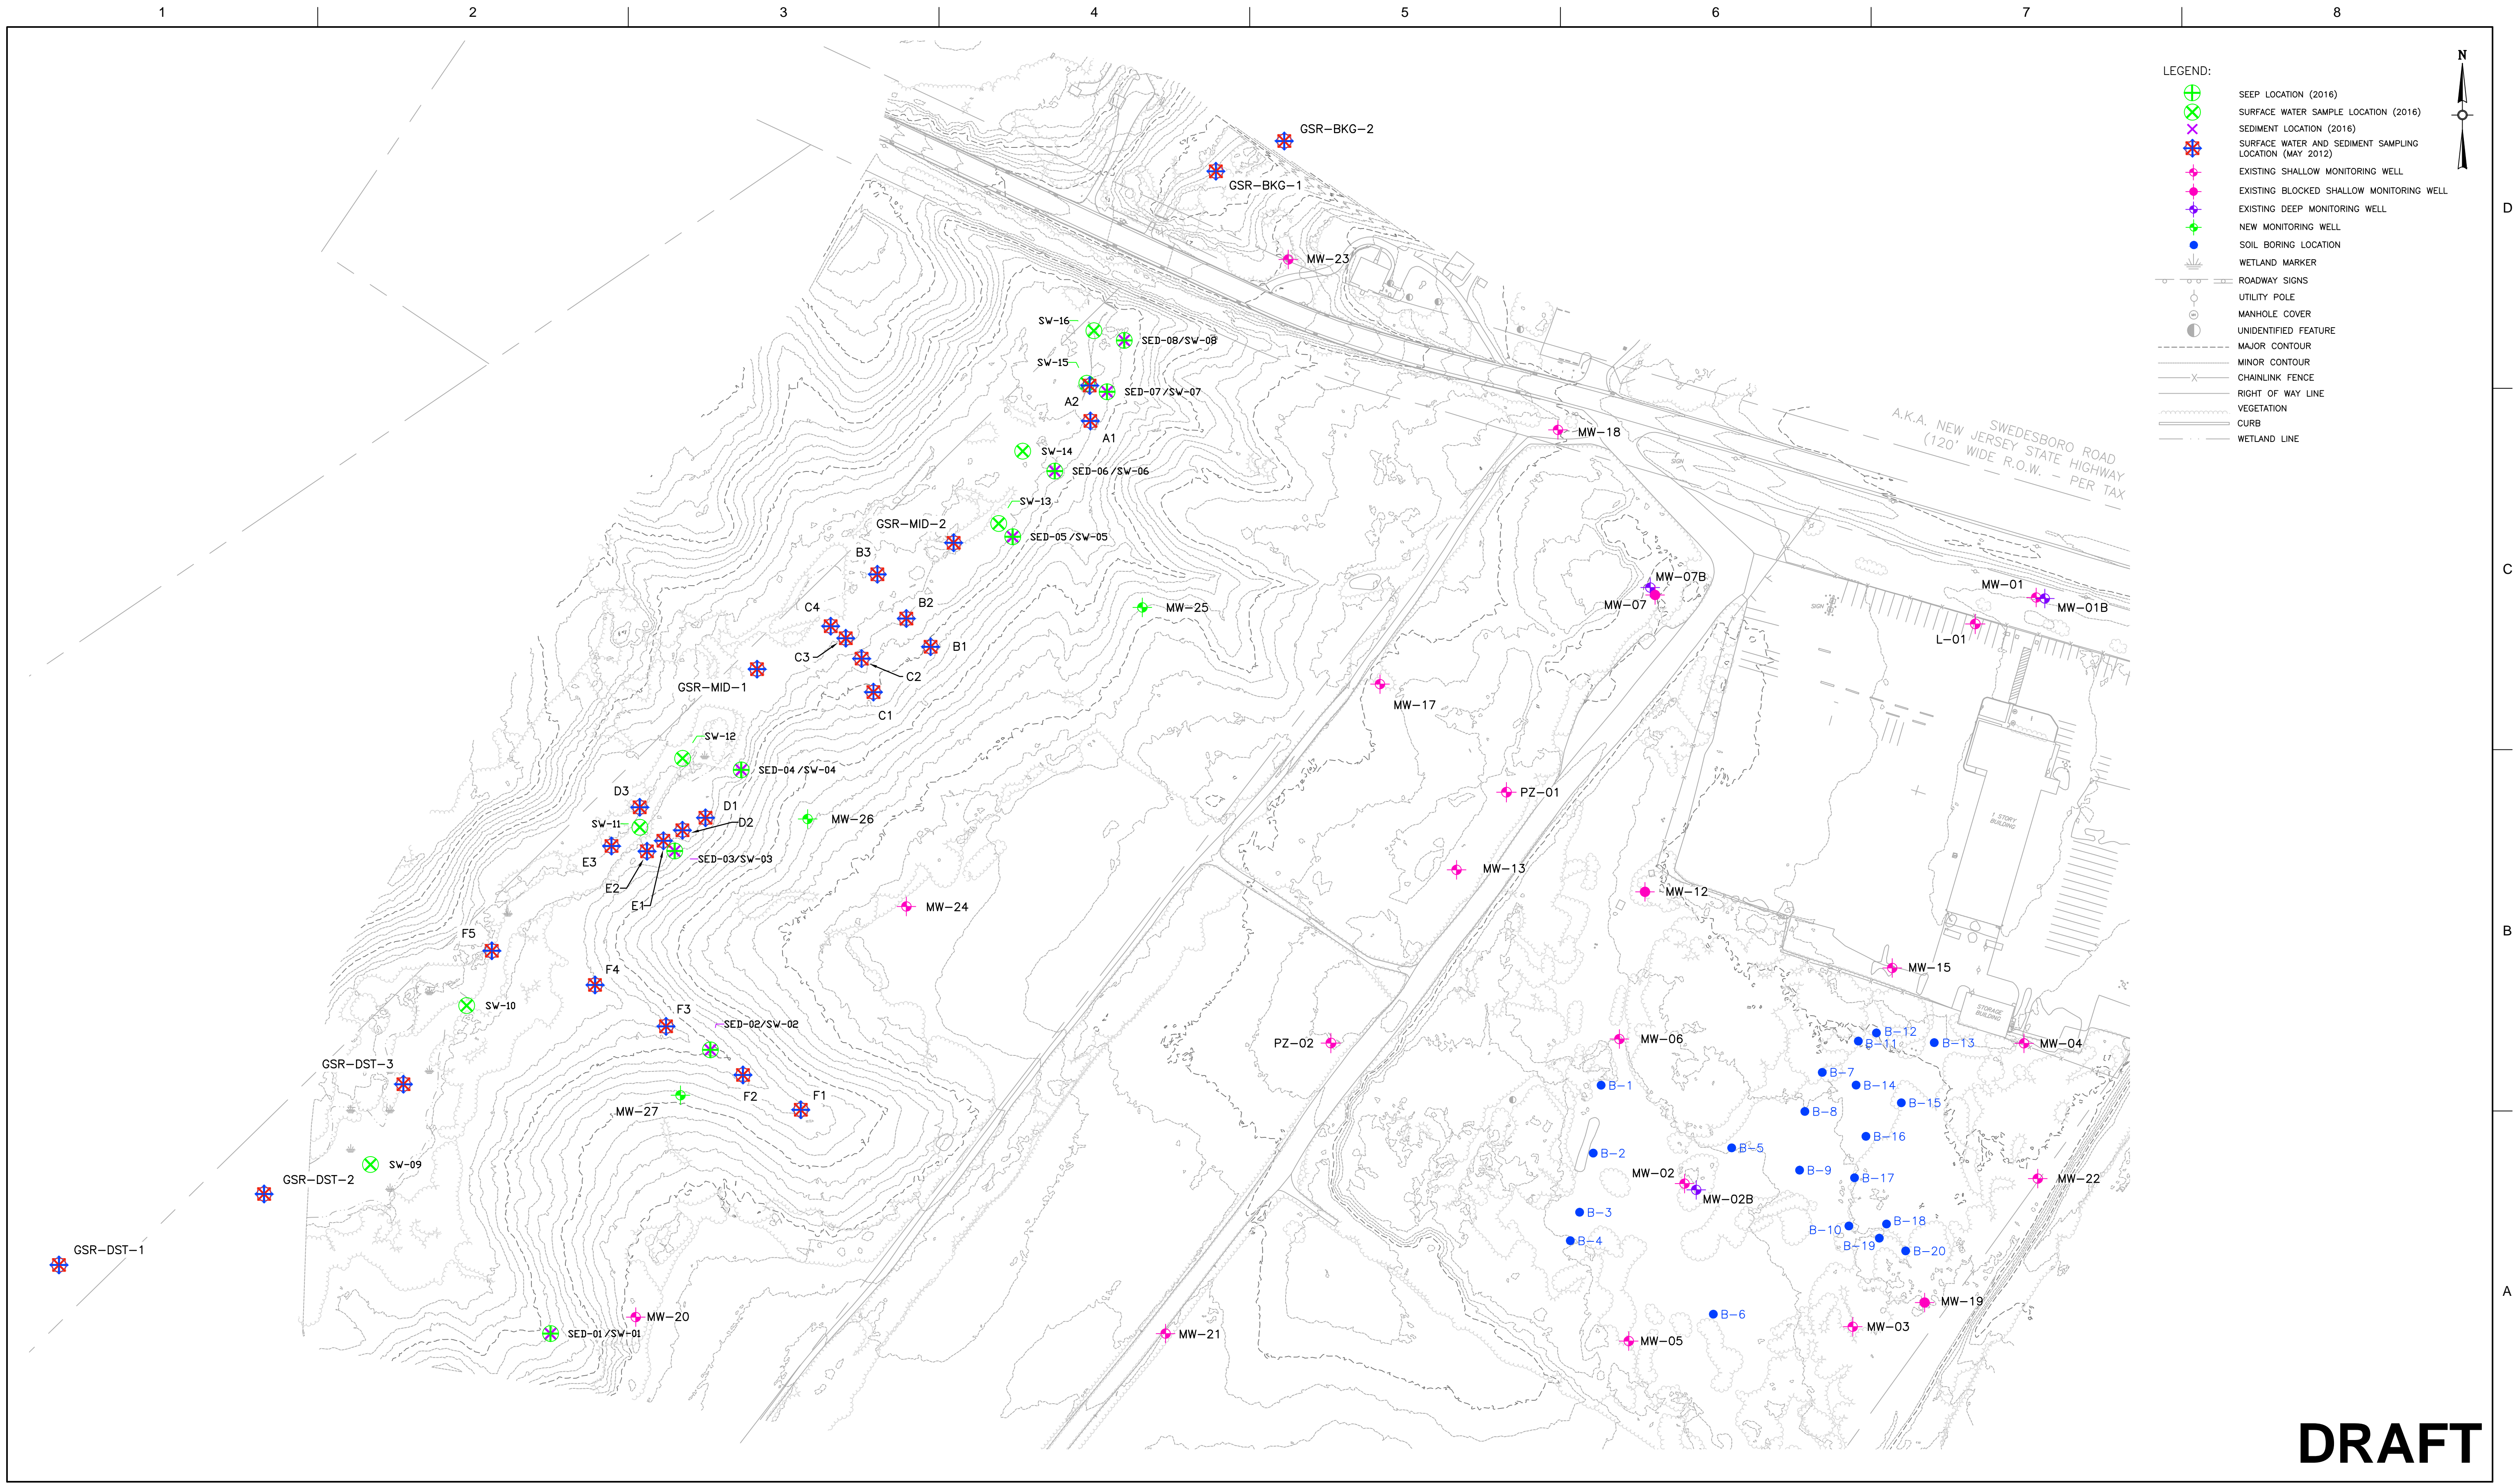 1 2 3 4 5 6 7 8
LEGEND:
N
SEEP LOCATION (2016)
SURFACE WATER SAMPLE LOCATION (2016)
SEDIMENT LOCATION (2016)
SURFACE WATER AND SEDIMENT SAMPLING
LOCATION (MAY 2012)
EXISTING SHALLOW MONITORING WELL
EXISTING BLOCKED SHALLOW MONITORING WELL
EXISTING DEEP MONITORING WELL
NEW MONITORING WELL
SOIL BORING LOCATION
WETLAND MARKER
ROADWAY SIGNS
UTILITY POLE
MANHOLE COVER
UNIDENTIFIED FEATURE
MAJOR CONTOUR
MINOR CONTOUR
CHAINLINK FENCE
RIGHT OF WAY LINE
VEGETATION
CURB
WETLAND LINE
D
C
B
A
GSR-BKG-2
GSR-BKG-1
MW-23
SW-16
SED-08/SW-08
SW-15
SED-07/SW-07
A2
A1
SWEDESBORO ROAD
A.K.A. NEW JERSEY STATE HIGHWAY
(120' WIDE R.O.W. - PER TAX
MW-18
SW-14
SED-06/SW-06
SIGN
SW-13
GSR-MID-2
SED-05/SW-05
B3
MW-07B
MW-07
MW-01
MW-01B
C4
B2
MW-25
SIGN
L-01
C3
B1
C2
GSR-MID-1
MW-17
C1
SW-12
SED-04/SW-04
D3
PZ-01
D1
D2
SW-11
MW-26
1 STORY
BUILDING
E3
SED-03/SW-03
MW-13
E2
E1
MW-12
MW-24
F5
F4
MW-15
SW-10
F3
SED-02/SW-02
STORAGE
BUILDING
PZ-02
MW-06
B-12
B-11
B-13
MW-04
GSR-DST-3
B-7
B-1
B-14
F2
F1
MW-27
B-15
B-8
B-16
B-5
B-2
SW-09
B-9
MW-02
B-17
MW-22
GSR-DST-2
MW-02B
B-3
B-18
B-10
B-4
B-19
B-20
GSR-DST-1
MW-19
MW-20
B-6
MW-03
SED-01/SW-01
MW-21
MW-05
DRAFT